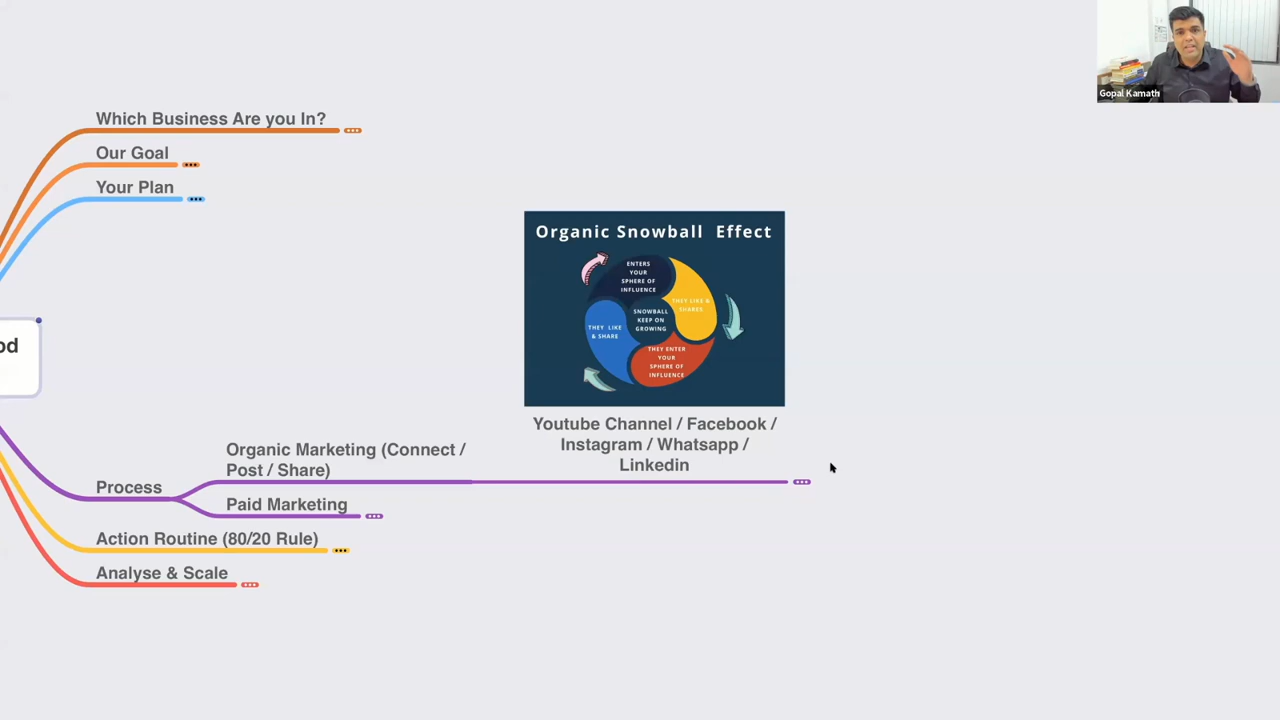 Gopal Kamath
Which Business Are you In?
Our Goal
Your Plan
Organic Snowball Effect
ENTERS
YOUR
SPHERE OF
INFLUENCE
THEY LIKE &
SHARES
SNOWBALL
KEEP ON
GROWING
THEY LIKE
& SHARE
THEY ENTER
YOUR
SPHERE OF
INFLUENCE
od
Youtube Channel / Facebook /
Instagram / Whatsapp /
Linkedin
Organic Marketing (Connect /
Post / Share)
Process
Paid Marketing
Action Routine (80/20 Rule)
Analyse & Scale